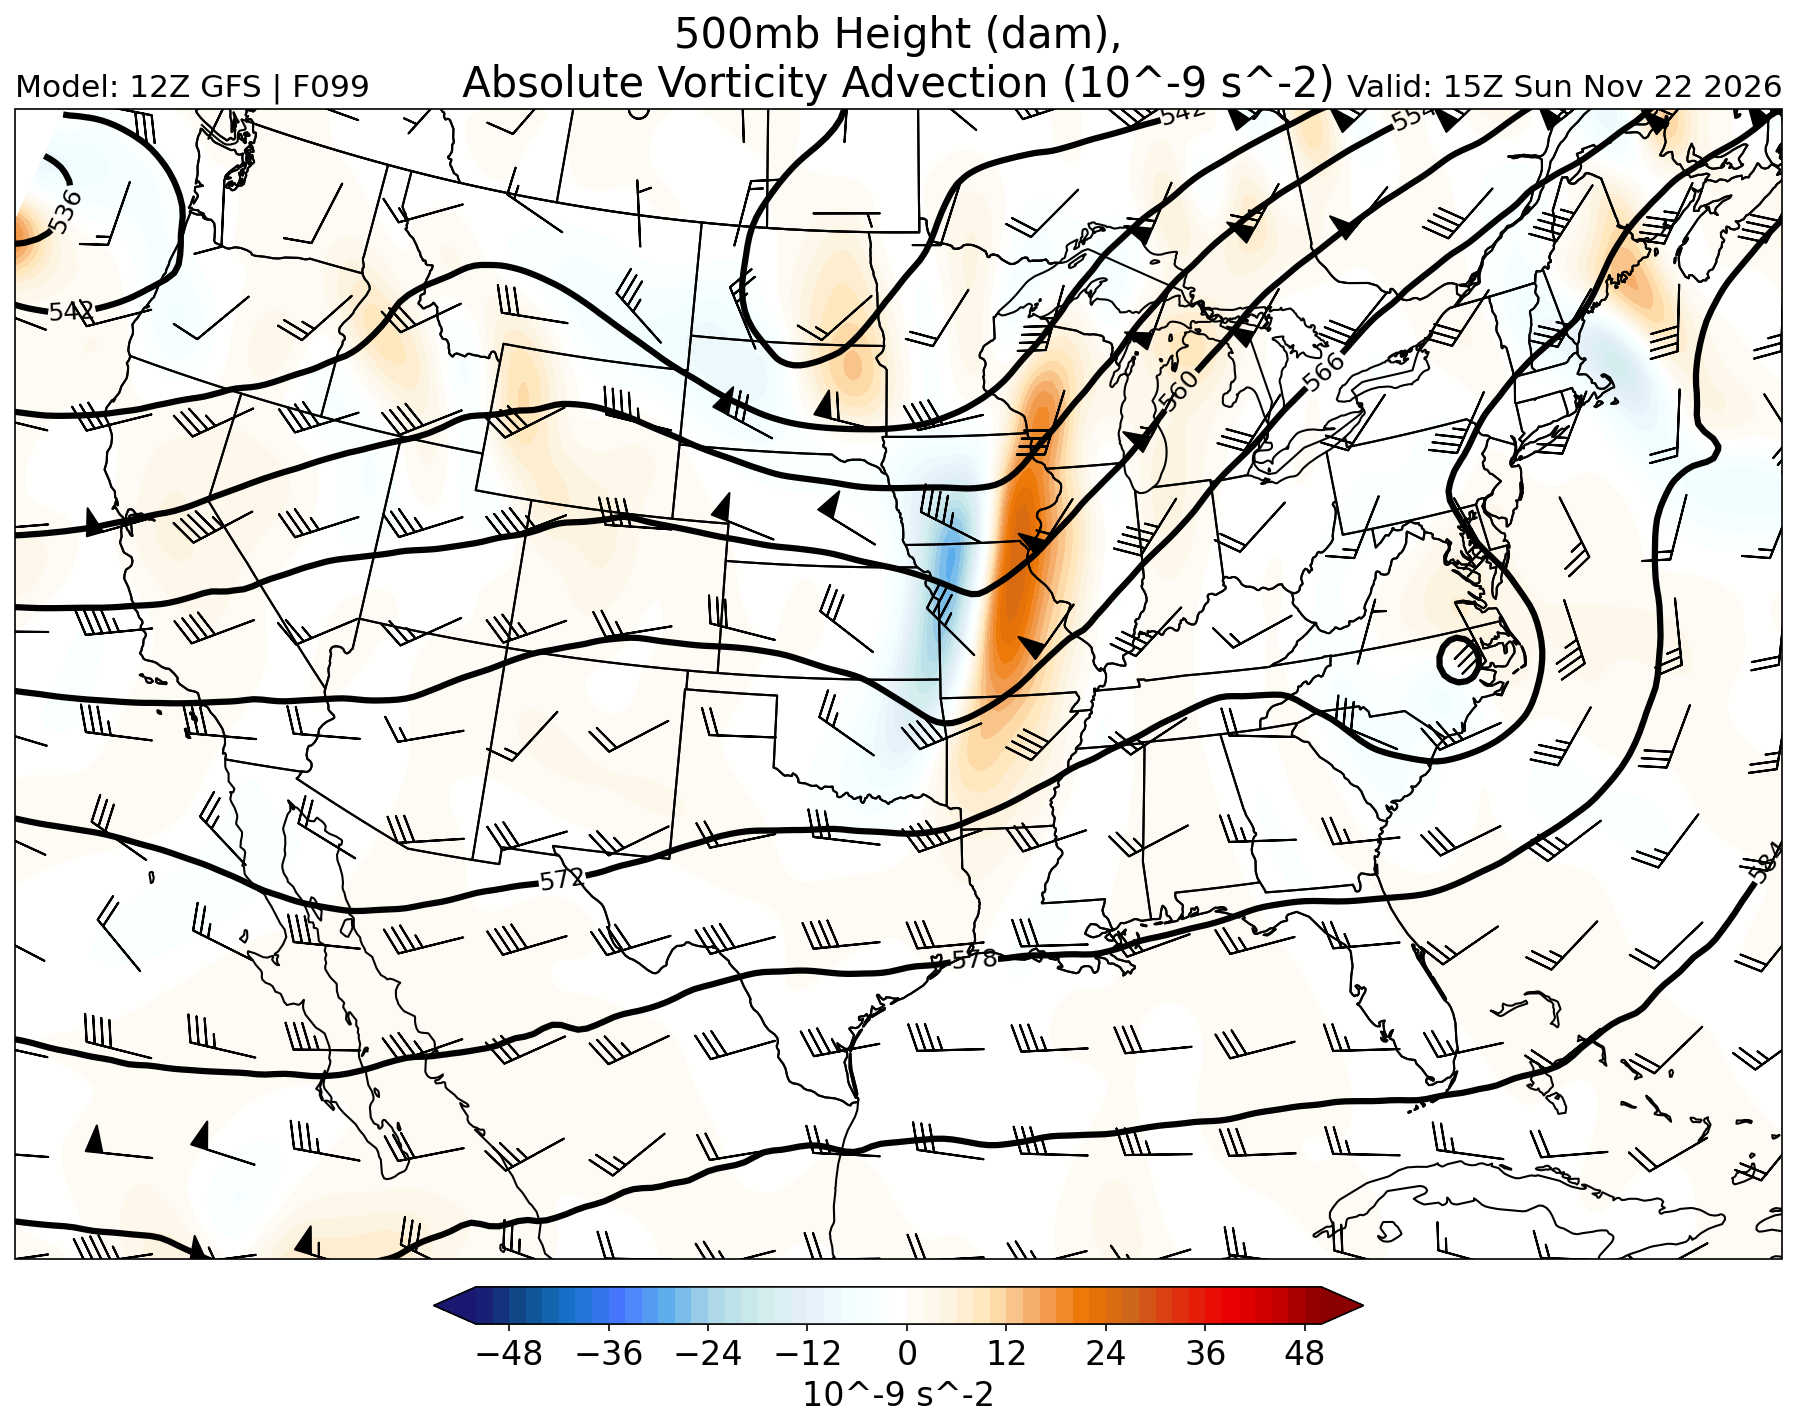 500mb Height (dam),
Model: 12Z GFS | F099
Absolute Vorticity Advection (10^-9 s^-2)
Valid: 15Z Sun Nov 22 2026
542
554
536
542
560
566
572
578
584
−48 −36 −24 −12 0 12 24 36 48
10^-9 s^-2